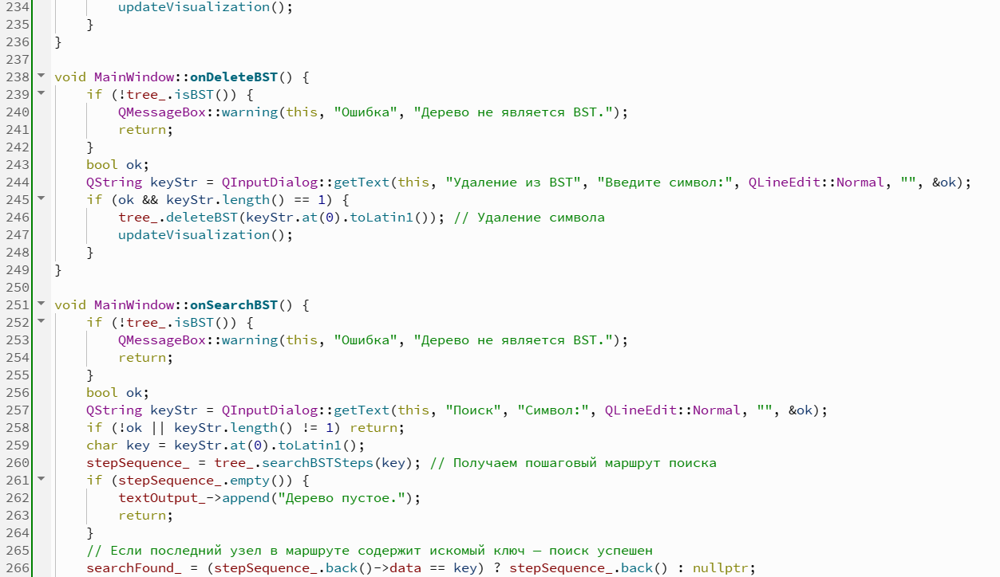 234 updateVisualization();
235 }
236 }
237
238 void MainWindow::onDeleteBST() {
239 if (!tree_.isBST()) {
240 QMessageBox::warning(this, "Ошибка", "Дерево не является BST.");
241 return;
242 }
243 bool ok;
244 QString keyStr = QInputDialog::getText(this, "Удаление из BST", "Введите символ:", QLineEdit::Normal, "", &ok);
245 if (ok && keyStr.length() == 1) {
246 tree_.deleteBST(keyStr.at(0).toLatin1()); // Удаление символа
247 updateVisualization();
248 }
249 }
250
251 void MainWindow::onSearchBST() {
252 if (!tree_.isBST()) {
253 QMessageBox::warning(this, "Ошибка", "Дерево не является BST.");
254 return;
255 }
256 bool ok;
257 QString keyStr = QInputDialog::getText(this, "Поиск", "Символ:", QLineEdit::Normal, "", &ok);
258 if (!ok || keyStr.length() != 1) return;
259 char key = keyStr.at(0).toLatin1();
260 stepSequence_ = tree_.searchBSTSteps(key); // Получаем пошаговый маршрут поиска
261 if (stepSequence_.empty()) {
262 textOutput_->append("Дерево пустое.");
263 return;
264 }
265 // Если последний узел в маршруте содержит искомый ключ — поиск успешен
266 searchFound_ = (stepSequence_.back()->data == key) ? stepSequence_.back() : nullptr;